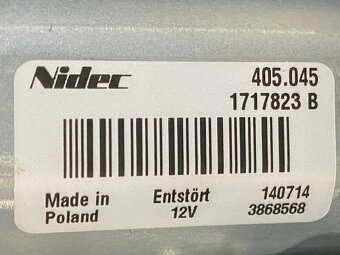 Nidec 405.045
1717823 B
Made in Entstört 140714
Poland 12V 3868568